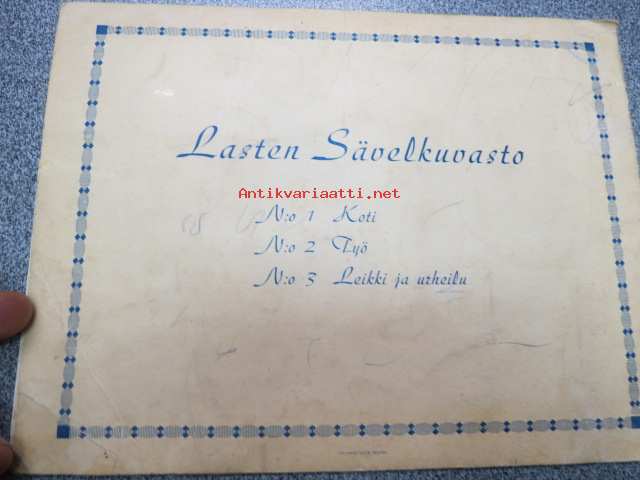 Lasten Sävelkuvasto
Antikvariaatti.net
N:o 1 Koti
N:o 2 Työ
N:o 3 Leikki ja urheilu